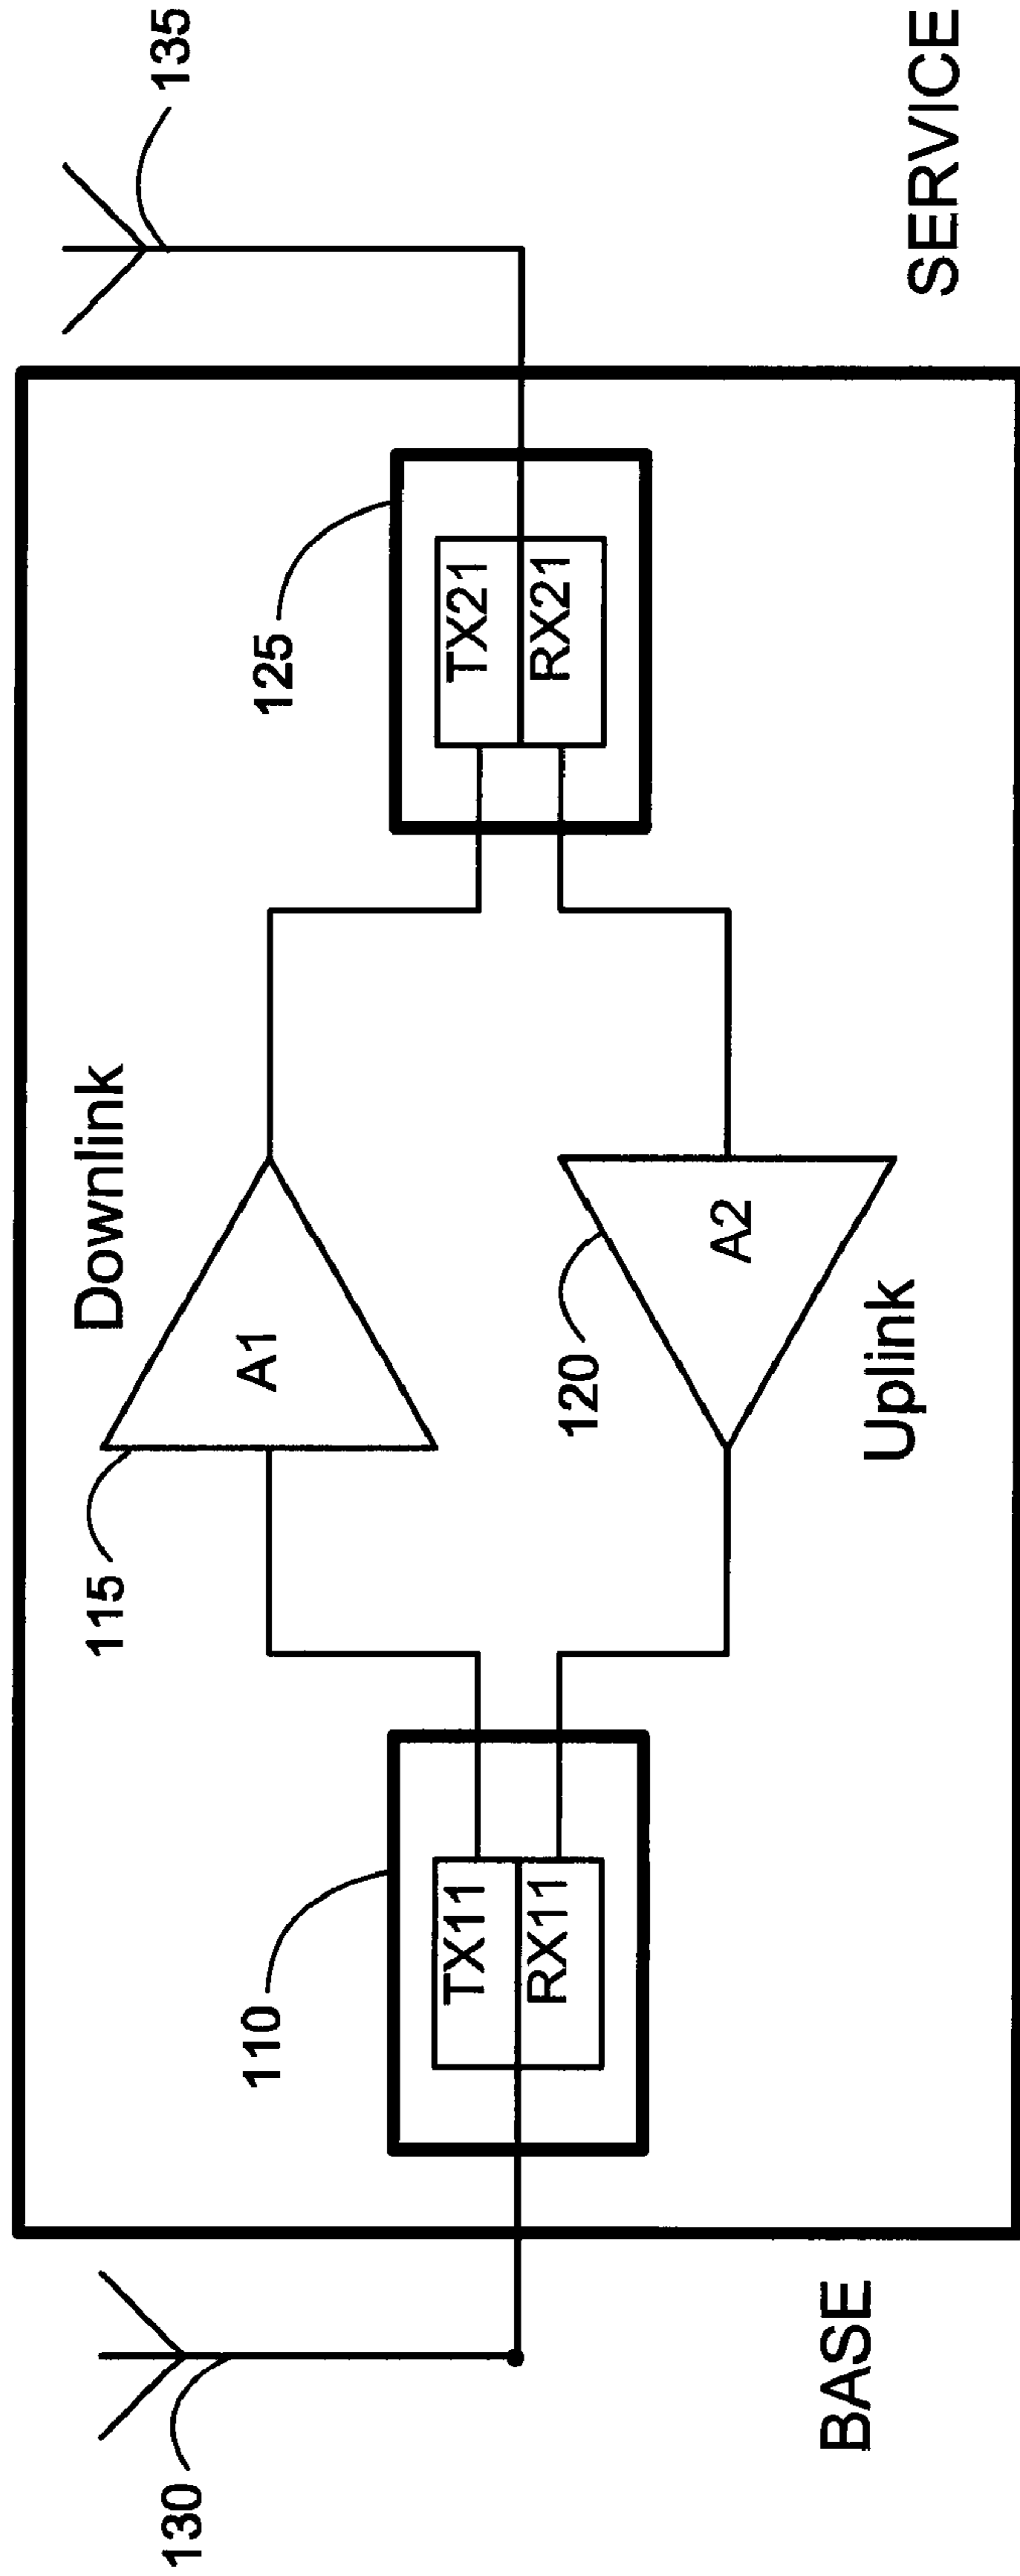 135
Downlink
115
A1
125
110
TX11
RX11
TX21
RX21
120
A2
Uplink
130
BASE
SERVICE